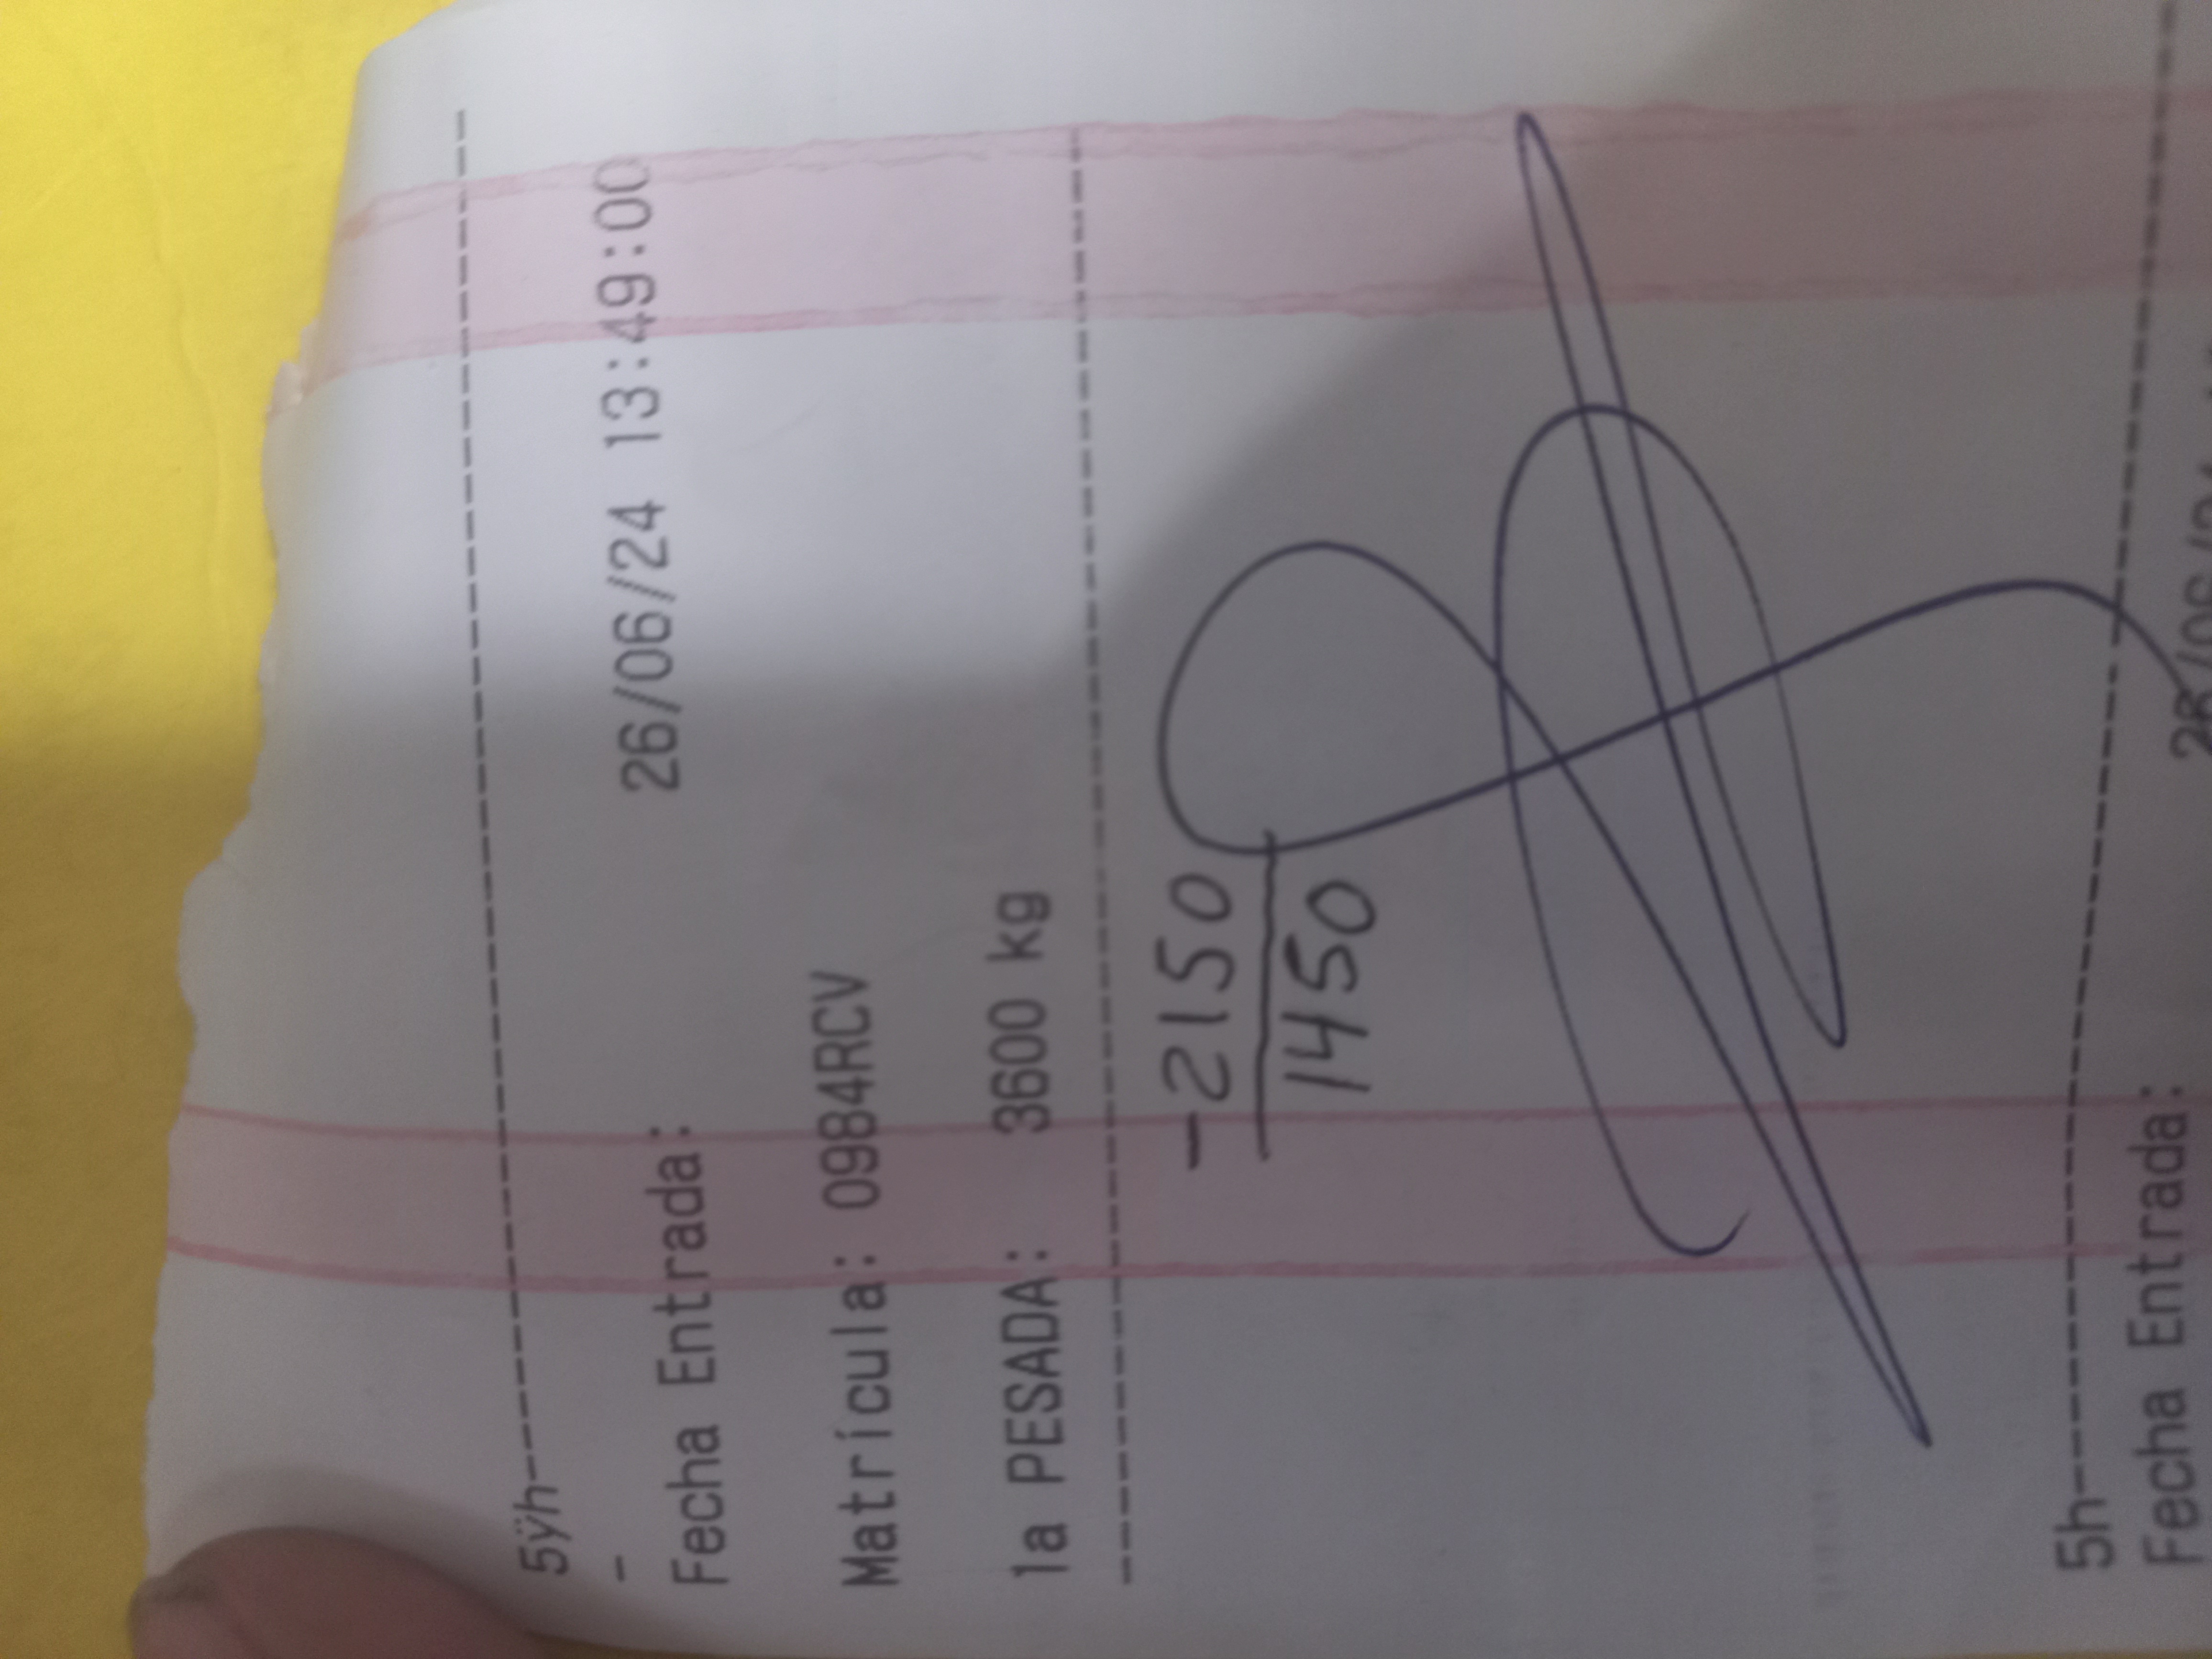 5ÿh------------------------------------
-
Fecha Entrada: 26/06/24 13:49:00
Matrícula: 0984RCV
1a PESADA: 3600 kg
----------------------------------------
-2150
1450
5h--------------------------------------
Fecha Entrada: